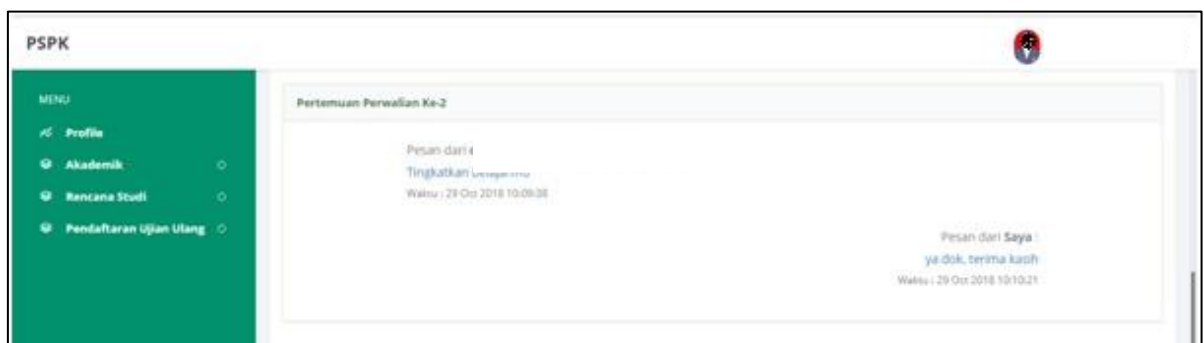 PSPK
MENU
Profile
Akademik
Rencana Studi
Pendaftaran Ujian Ulang
Pertemuan Perwalian Ke-2
Pesan dari
Tingkatkan
Waktu : 29 Oct 2018 10:09:38
Pesan dari Saya :
ya dok, terima kasih
Waktu : 29 Oct 2018 10:10:21